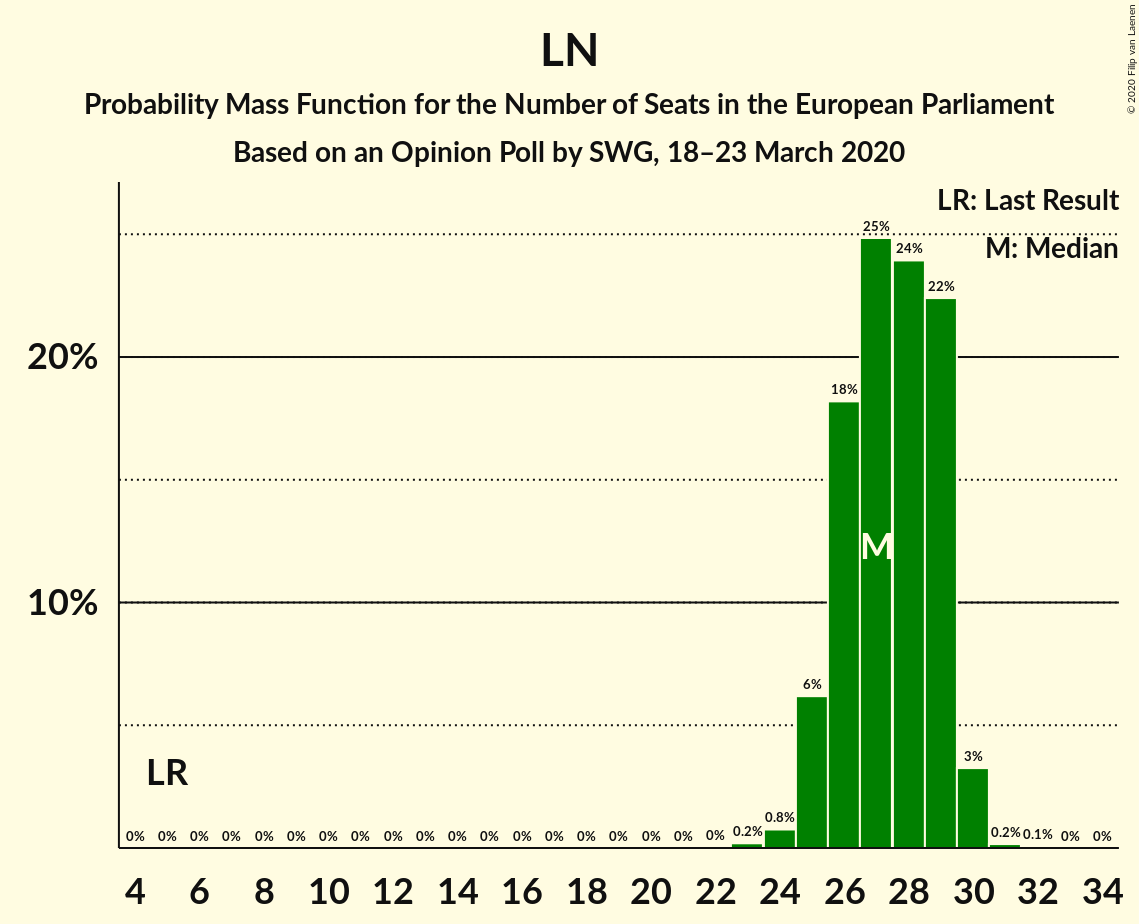 LN
Probability Mass Function for the Number of Seats in the European Parliament
Based on an Opinion Poll by SWG, 18–23 March 2020
© 2020 Filip van Laenen
LR: Last Result
M: Median
20%
10%
LR
M
0% 0% 0% 0% 0% 0% 0% 0% 0% 0% 0% 0% 0% 0% 0% 0% 0% 0% 0% 0.2% 0.8% 6% 18% 25% 24% 22% 3% 0.2% 0.1% 0% 0%
4 6 8 10 12 14 16 18 20 22 24 26 28 30 32 34